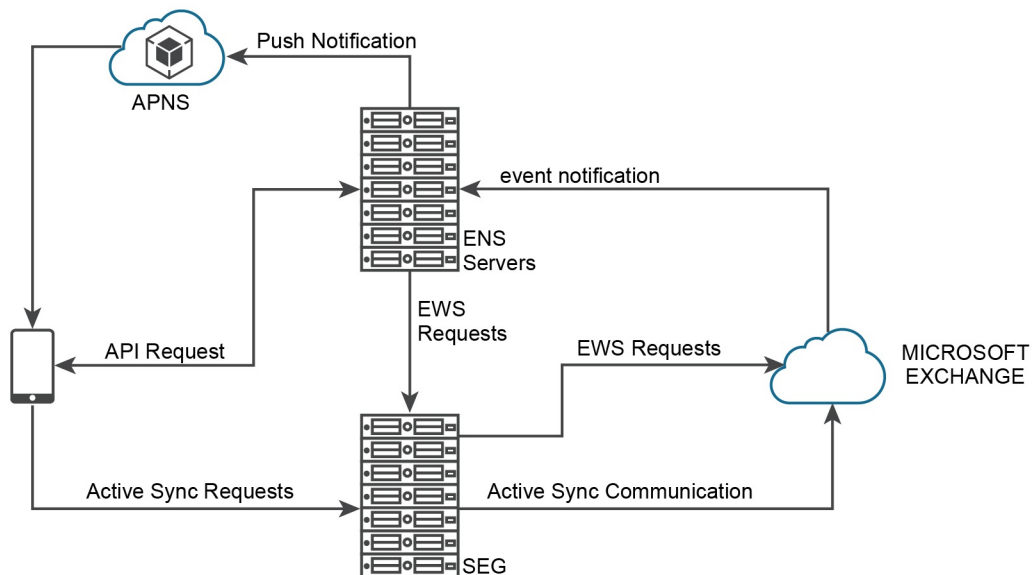 Push Notification
APNS
event notification
ENS
Servers
EWS
Requests
API Request
EWS Requests
MICROSOFT
EXCHANGE
Active Sync Requests
Active Sync Communication
SEG